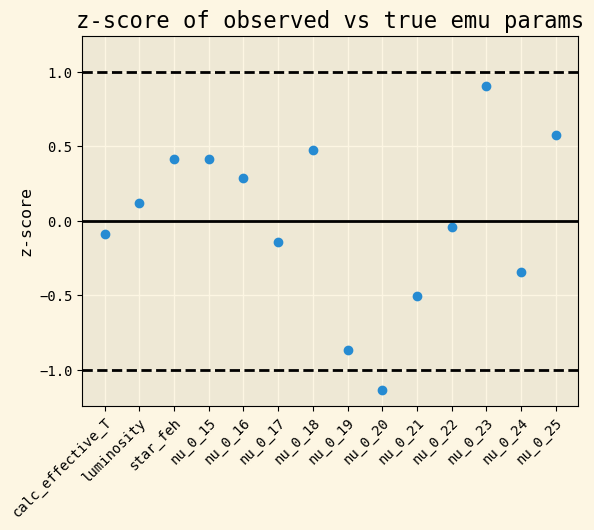 z-score of observed vs true emu params
z-score
1.0
0.5
0.0
−0.5
−1.0
calc_effective_T
luminosity
star_feh
nu_0_15
nu_0_16
nu_0_17
nu_0_18
nu_0_19
nu_0_20
nu_0_21
nu_0_22
nu_0_23
nu_0_24
nu_0_25